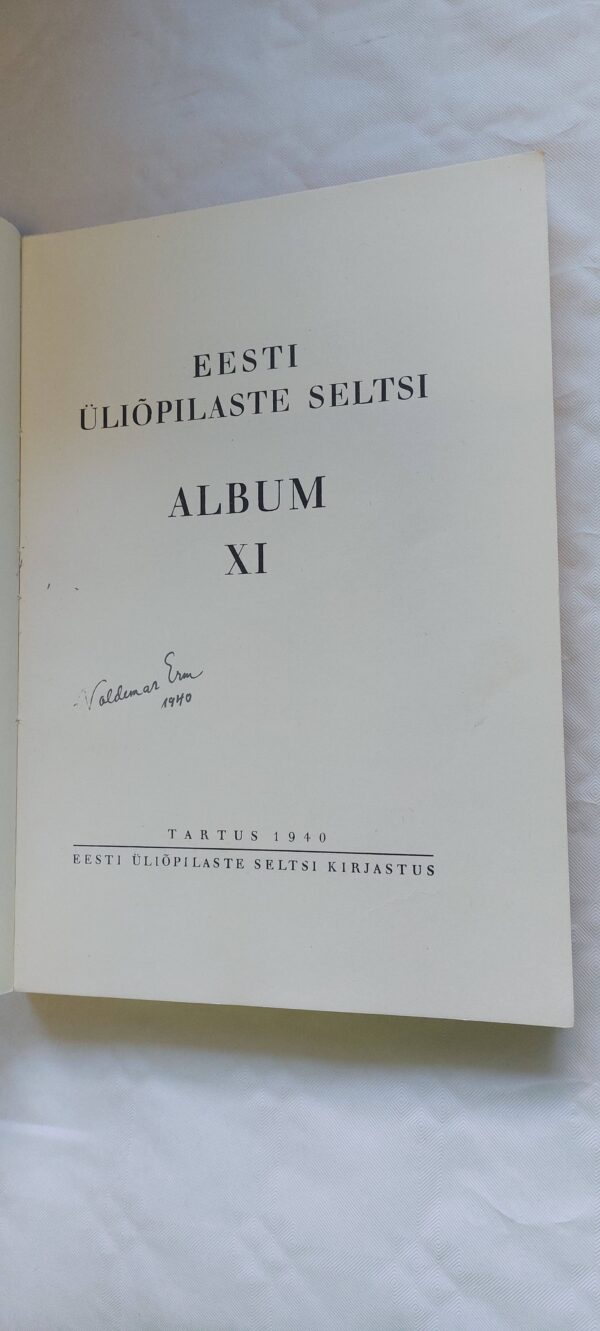 EESTI
ÜLIÕPILASTE SELTSI
ALBUM
XI
Voldemar Erm
1940
TARTUS 1940
EESTI ÜLIÕPILASTE SELTSI KIRJASTUS